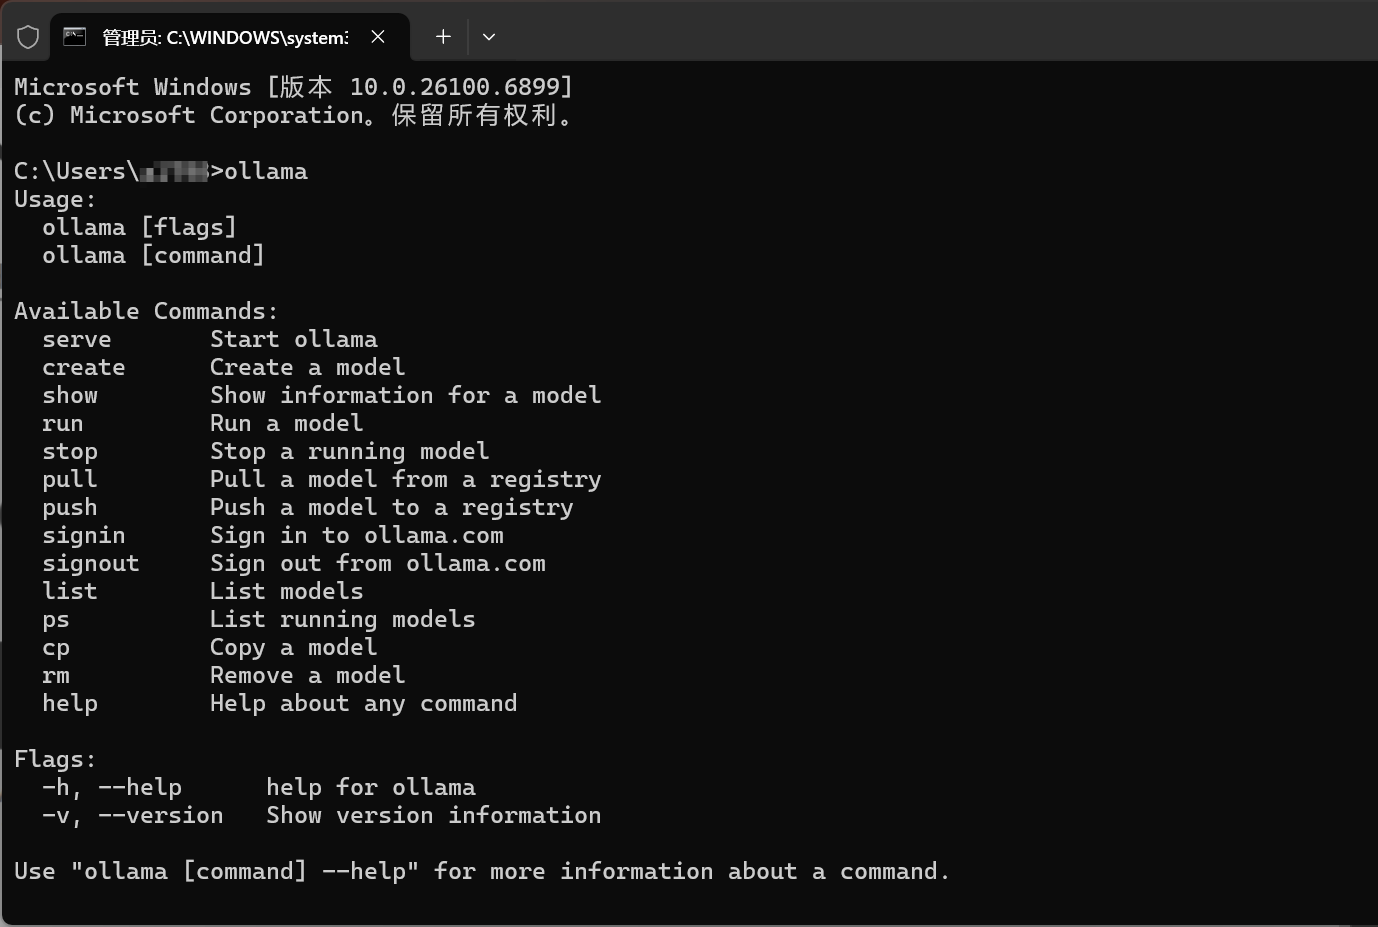 管理员: C:\WINDOWS\system3
Microsoft Windows [版本 10.0.26100.6899]
(c) Microsoft Corporation。保留所有权利。
C:\Users\ >ollama
Usage:
  ollama [flags]
  ollama [command]
Available Commands:
  serve       Start ollama
  create      Create a model
  show        Show information for a model
  run         Run a model
  stop        Stop a running model
  pull        Pull a model from a registry
  push        Push a model to a registry
  signin      Sign in to ollama.com
  signout     Sign out from ollama.com
  list        List models
  ps          List running models
  cp          Copy a model
  rm          Remove a model
  help        Help about any command
Flags:
  -h, --help      help for ollama
  -v, --version   Show version information
Use "ollama [command] --help" for more information about a command.